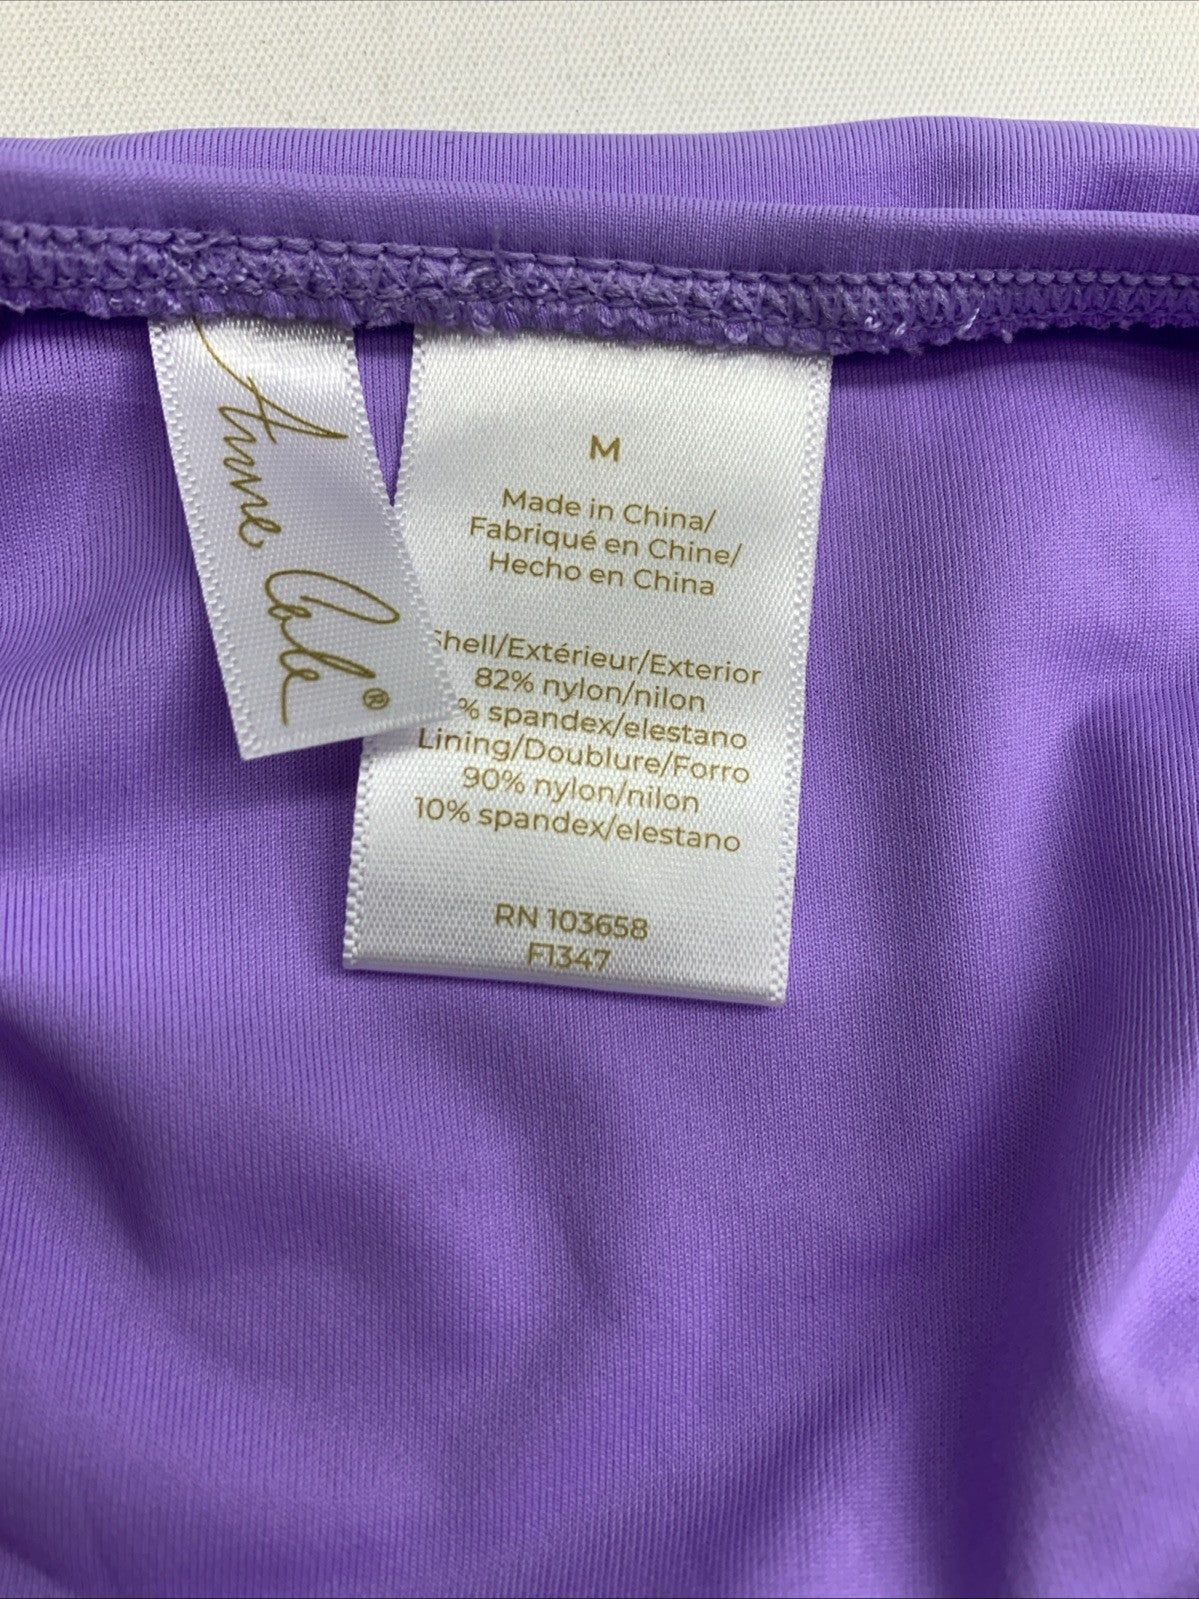 Anne Cole®
M
Made in China/
Fabriqué en Chine/
Hecho en China
Shell/Extérieur/Exterior
82% nylon/nilon
% spandex/elestano
Lining/Doublure/Forro
90% nylon/nilon
10% spandex/elestano
RN 103658
F1347